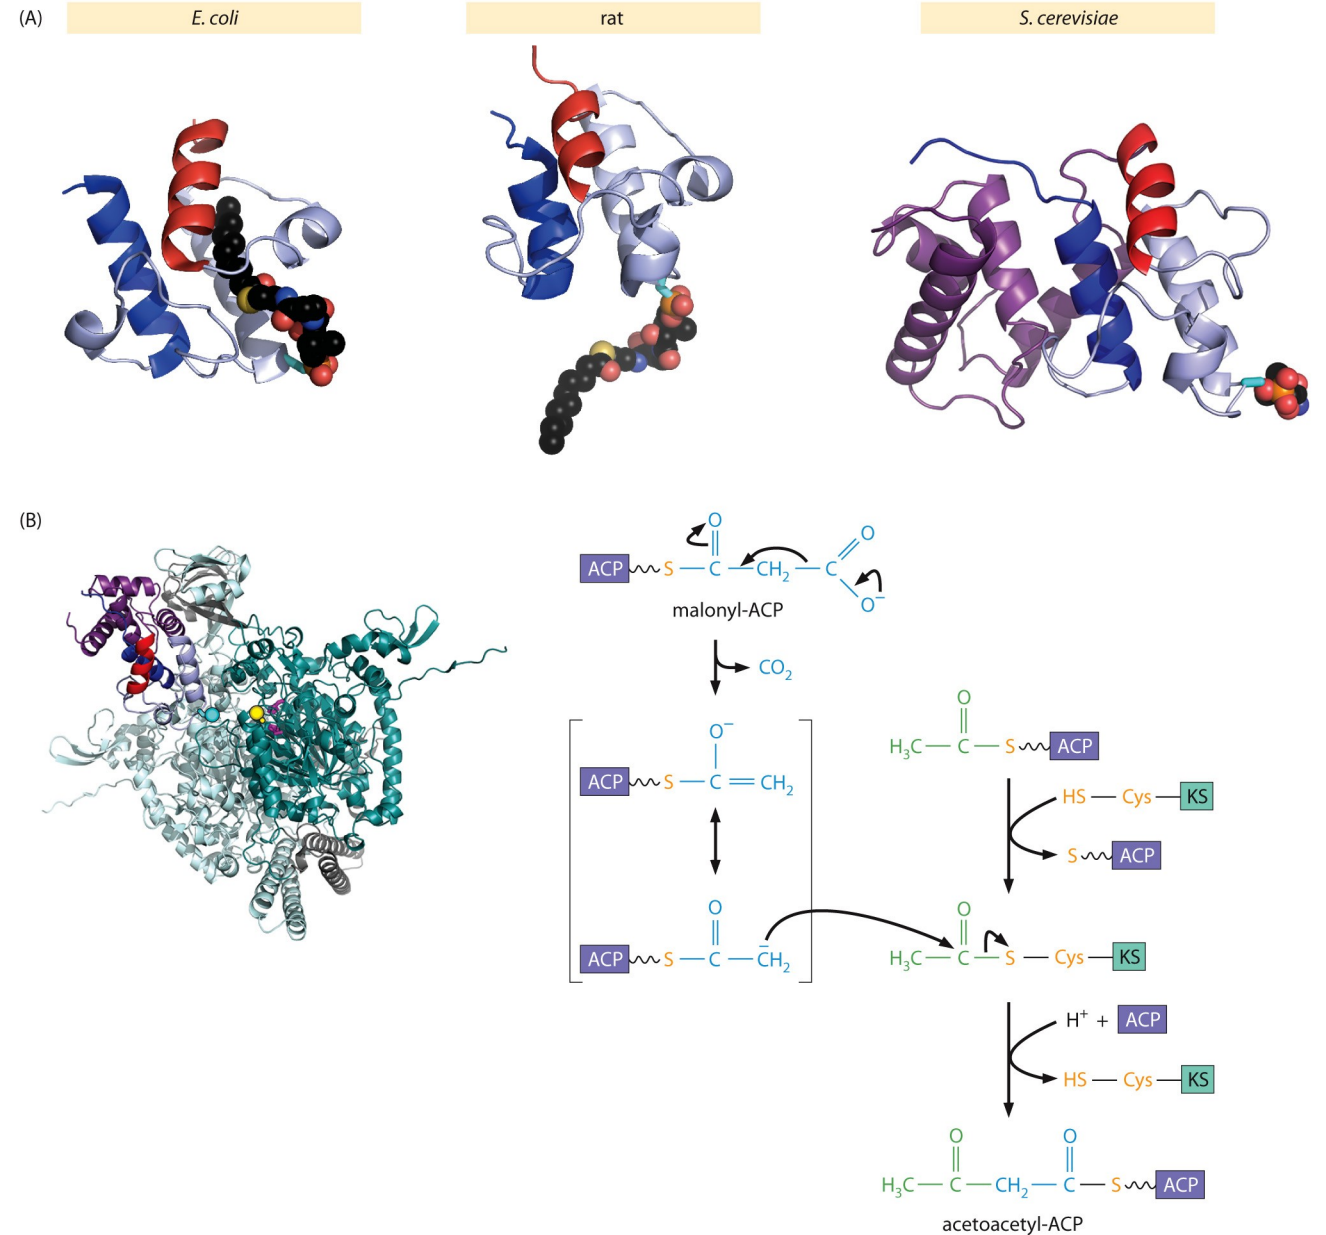 (A)
E. coli
rat
S. cerevisiae
(B)
O
O
ACP S C CH2 C
O−
malonyl-ACP
CO2
O−
ACP S C CH2
O
ACP S C CH2
O
H3C C S ACP
HS Cys KS
S ACP
O
H3C C S Cys KS
H+ + ACP
HS Cys KS
O O
H3C C CH2 C S ACP
acetoacetyl-ACP